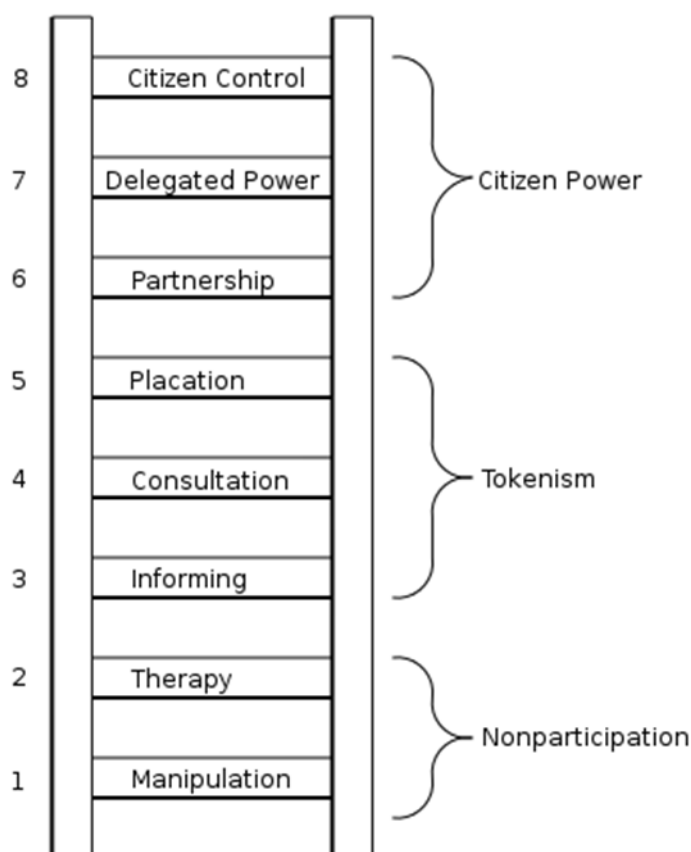 8 Citizen Control
7 Delegated Power Citizen Power
6 Partnership
5 Placation
4 Consultation Tokenism
3 Informing
2 Therapy
Nonparticipation
1 Manipulation